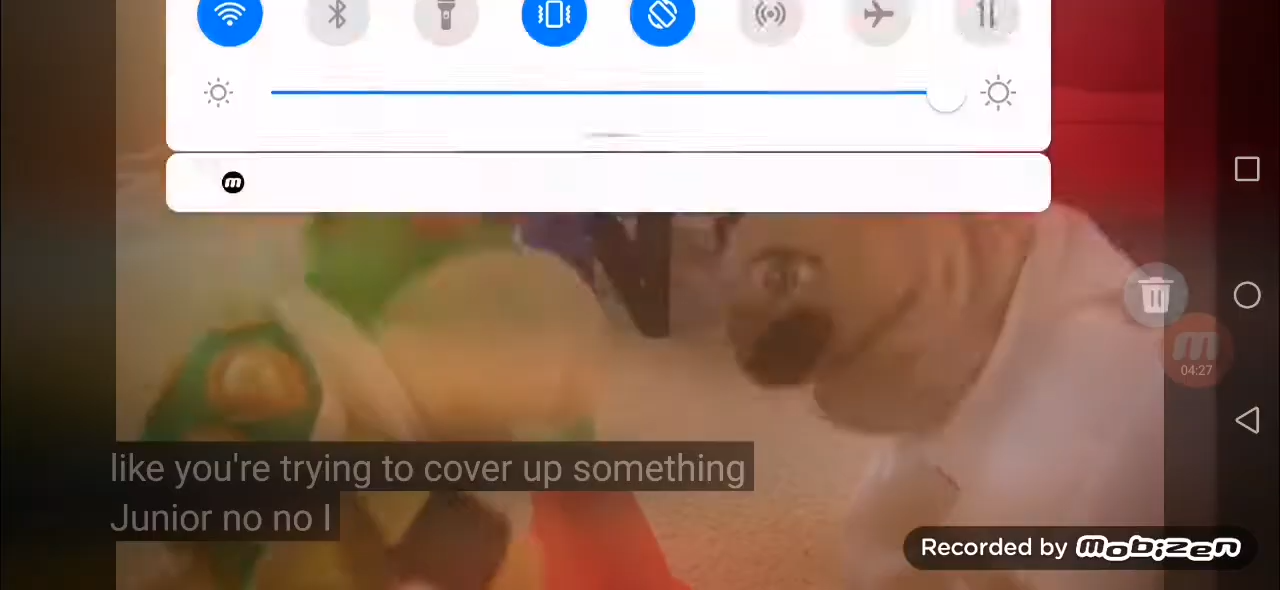 m
m
04:27
like you're trying to cover up something
Junior no no I
Recorded by mobizen